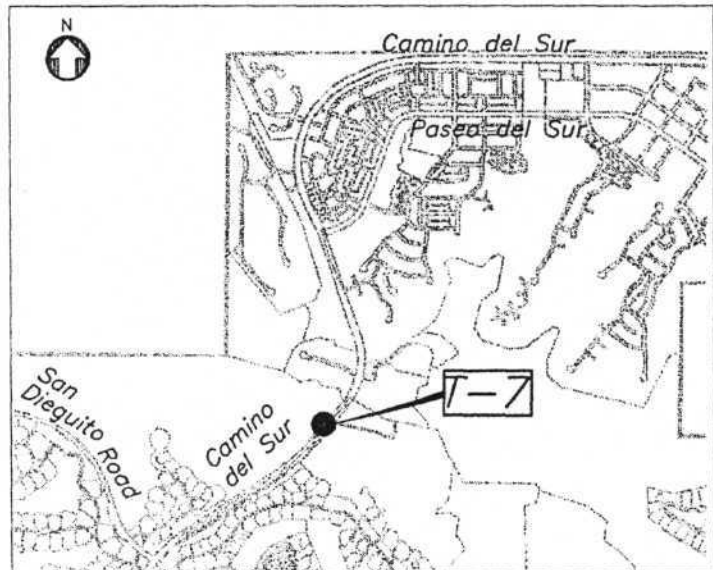 N
Camino del Sur
Paseo del Sur
San
Dieguito Road
Camino
del Sur
T-7